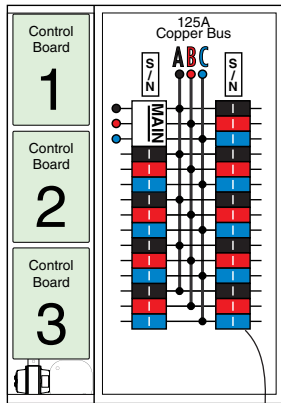 Control
Board
1
Control
Board
2
Control
Board
3
125A
Copper Bus
S/N
A B C
S/N
MAIN